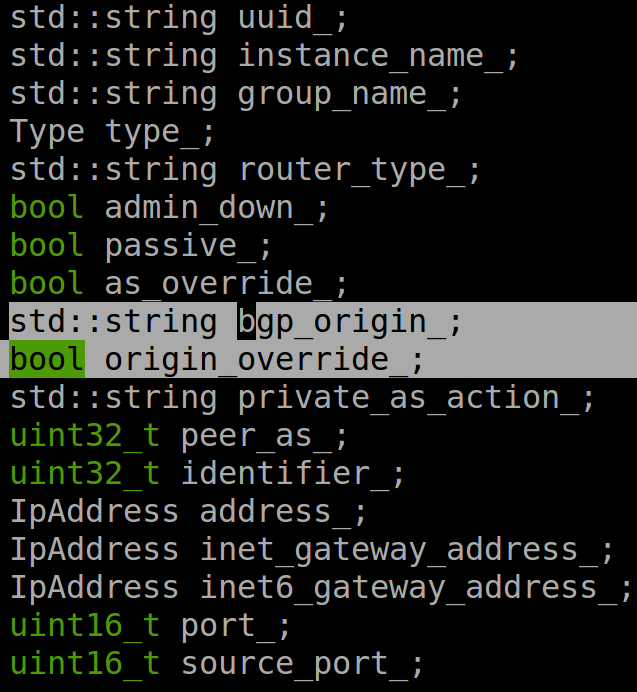 std::string uuid_;
std::string instance_name_;
std::string group_name_;
Type type_;
std::string router_type_;
bool admin_down_;
bool passive_;
bool as_override_;
std::string bgp_origin_;
bool origin_override_;
std::string private_as_action_;
uint32_t peer_as_;
uint32_t identifier_;
IpAddress address_;
IpAddress inet_gateway_address_;
IpAddress inet6_gateway_address_;
uint16_t port_;
uint16_t source_port_;